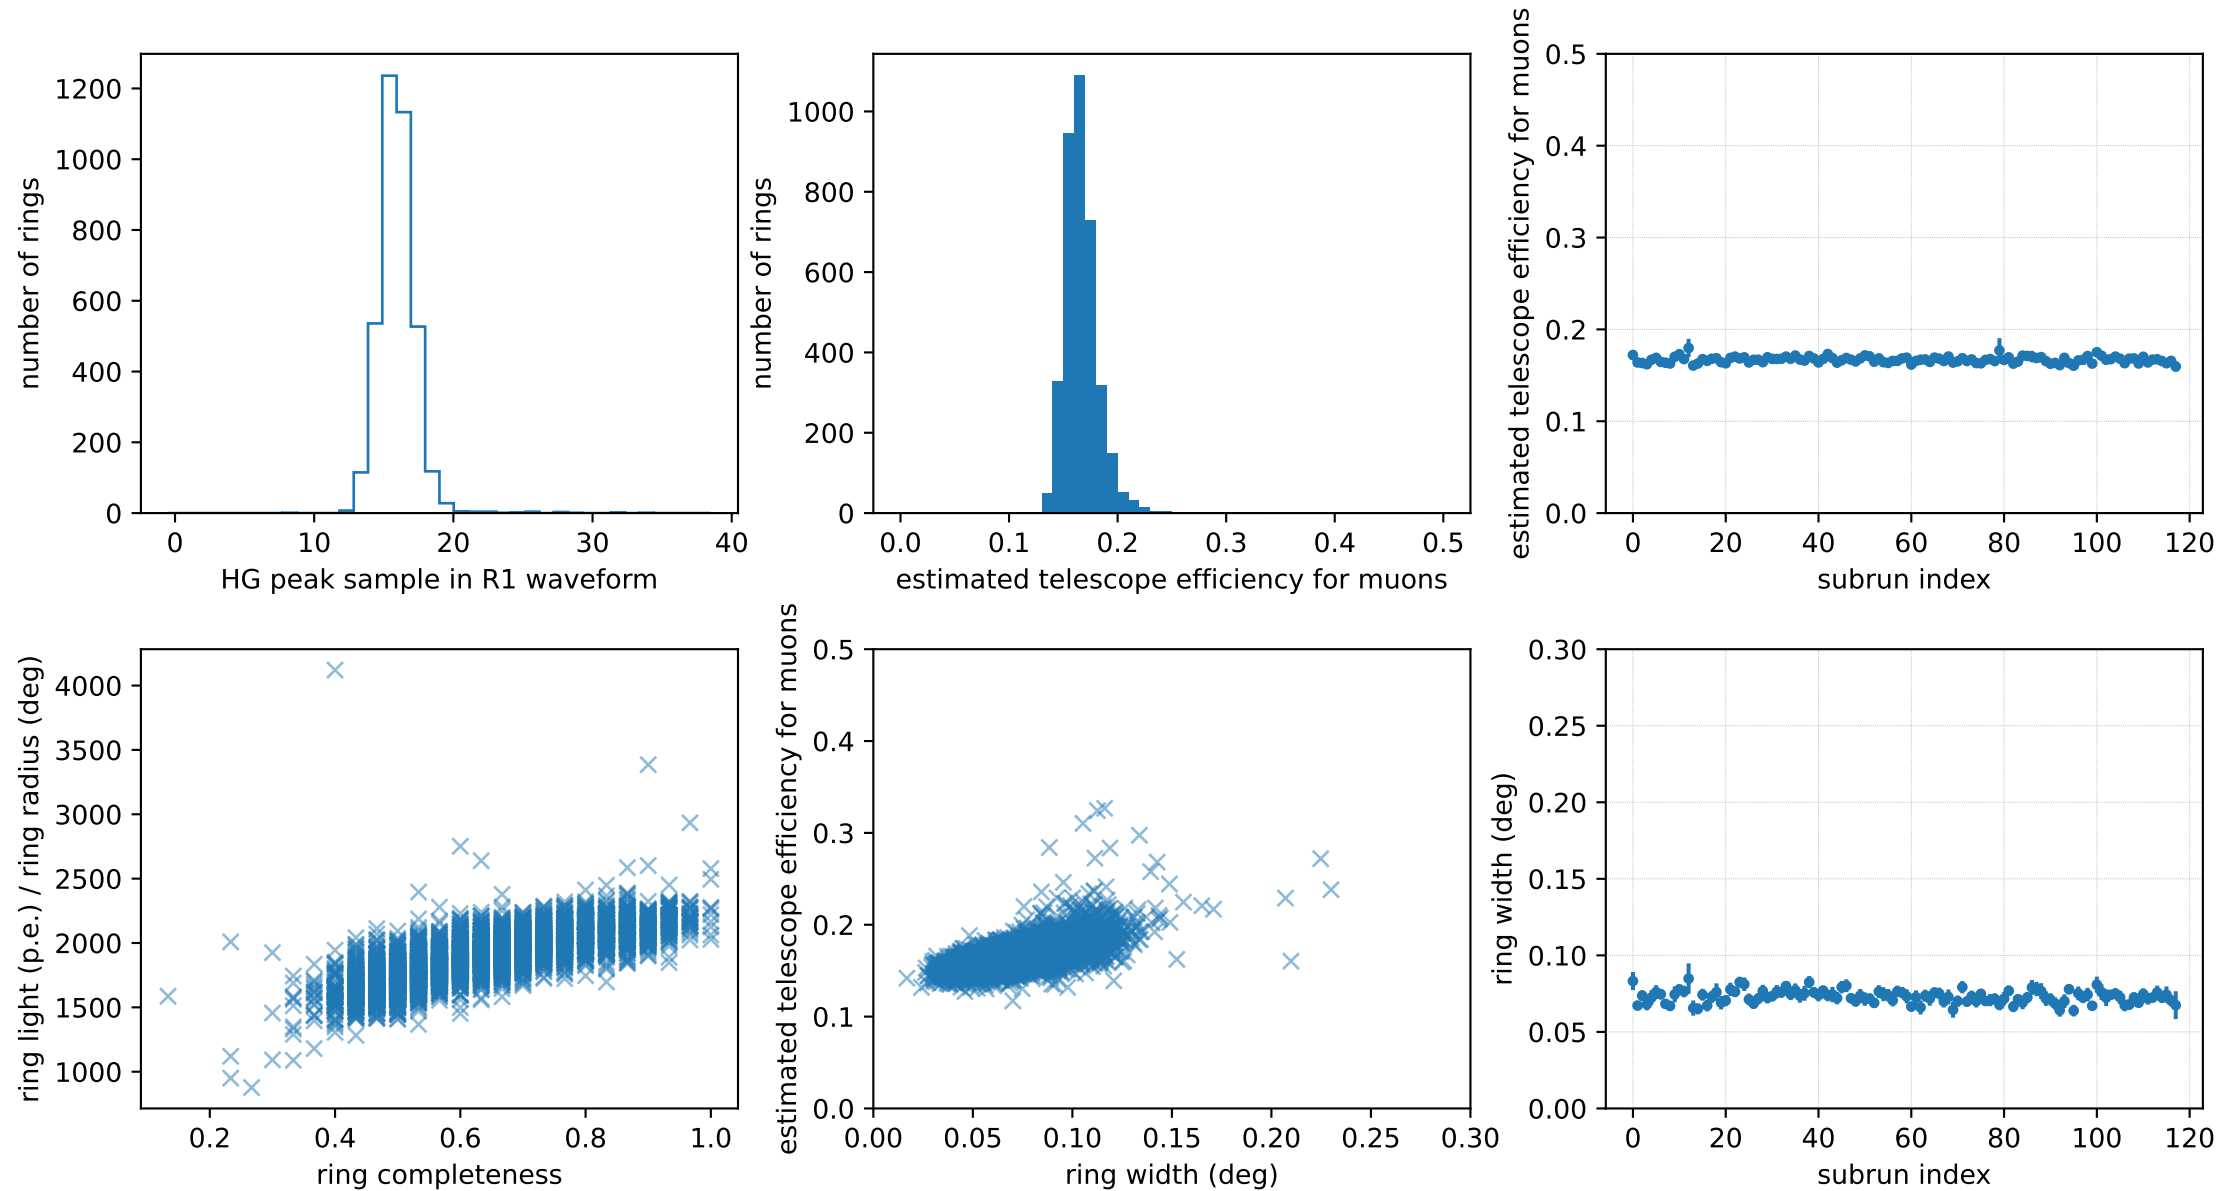 number of rings
1200
1000
800
600
400
200
0
0 10 20 30 40
HG peak sample in R1 waveform
number of rings
1000
800
600
400
200
0
0.0 0.1 0.2 0.3 0.4 0.5
estimated telescope efficiency for muons
estimated telescope efficiency for muons
0.5
0.4
0.3
0.2
0.1
0.0
0 20 40 60 80 100 120
subrun index
ring light (p.e.) / ring radius (deg)
4000
3500
3000
2500
2000
1500
1000
0.2 0.4 0.6 0.8 1.0
ring completeness
estimated telescope efficiency for muons
0.5
0.4
0.3
0.2
0.1
0.0
0.00 0.05 0.10 0.15 0.20 0.25 0.30
ring width (deg)
ring width (deg)
0.30
0.25
0.20
0.15
0.10
0.05
0.00
0 20 40 60 80 100 120
subrun index